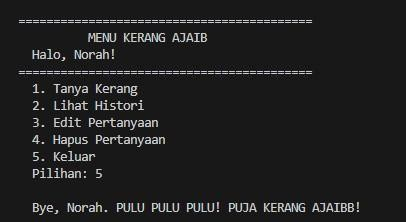 ==========================================
MENU KERANG AJAIB
Halo, Norah!
==========================================
1. Tanya Kerang
2. Lihat Histori
3. Edit Pertanyaan
4. Hapus Pertanyaan
5. Keluar
Pilihan: 5
Bye, Norah. PULU PULU PULU! PUJA KERANG AJAIBB!